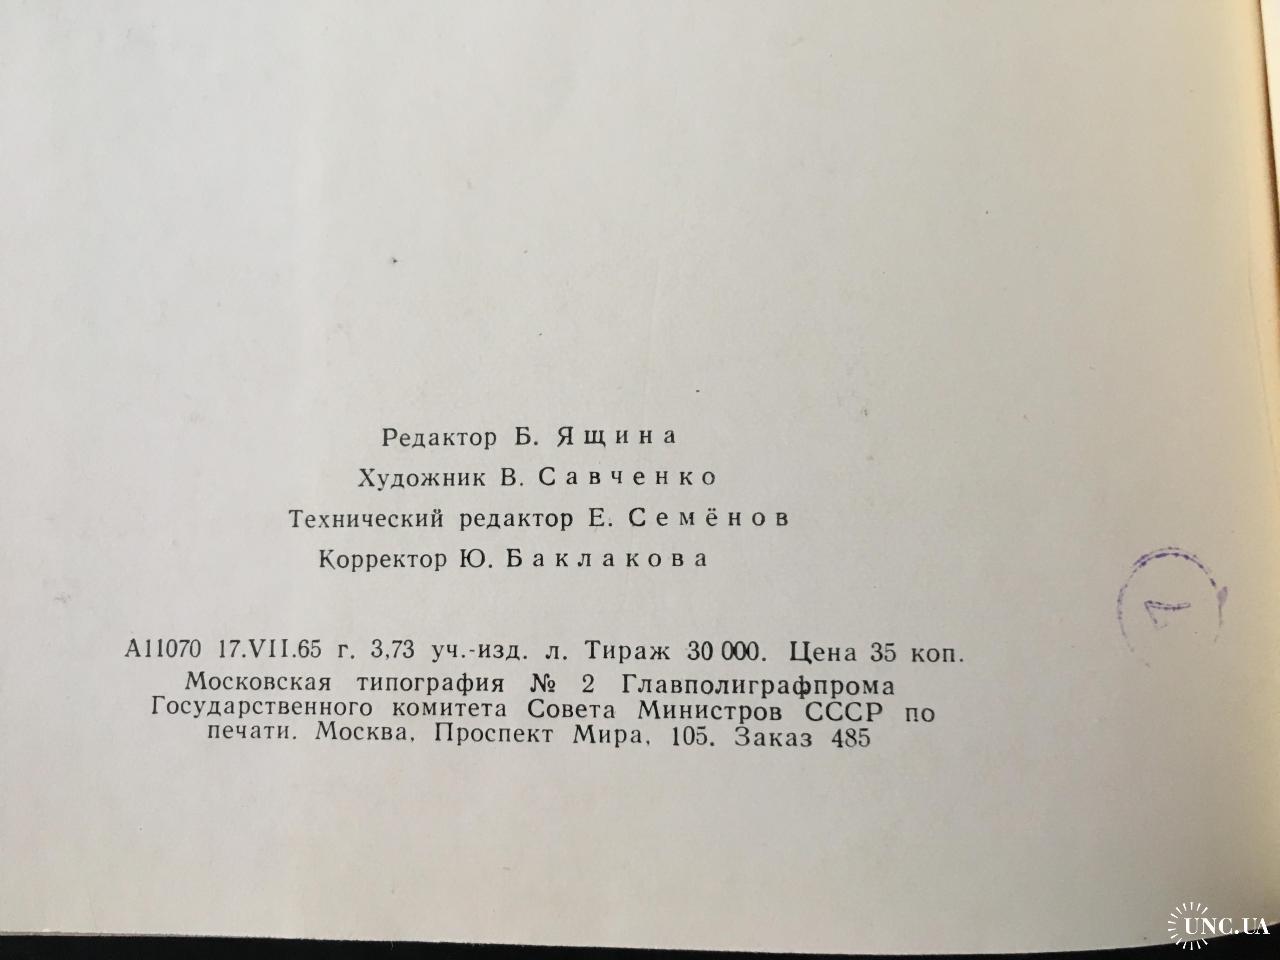 Редактор Б. Ящина
Художник В. Савченко
Технический редактор Е. Семёнов
Корректор Ю. Баклакова
А11070 17.VII.65 г. 3,73 уч.-изд. л. Тираж 30 000. Цена 35 коп.
Московская типография № 2 Главполиграфпрома
Государственного комитета Совета Министров СССР по
печати. Москва, Проспект Мира, 105. Заказ 485
UNC.UA